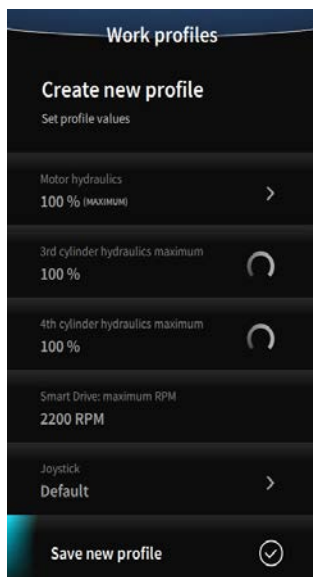 Work profiles
Create new profile
Set profile values
Motor hydraulics
100 % (MAXIMUM)
3rd cylinder hydraulics maximum
100 %
4th cylinder hydraulics maximum
100 %
Smart Drive: maximum RPM
2200 RPM
Joystick
Default
Save new profile